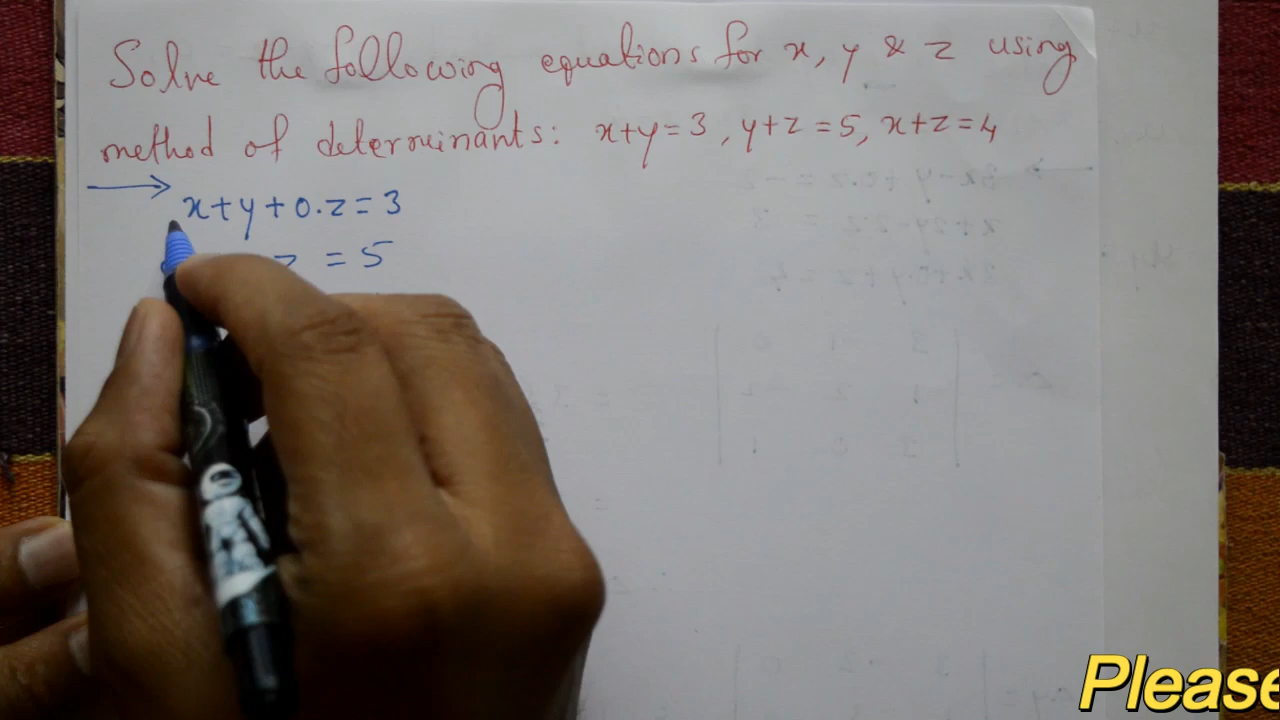 Solve the following equations for x, y & z using
method of determinants: x+y=3, y+z=5, x+z=4
x+y+0.z=3
z = 5
Please